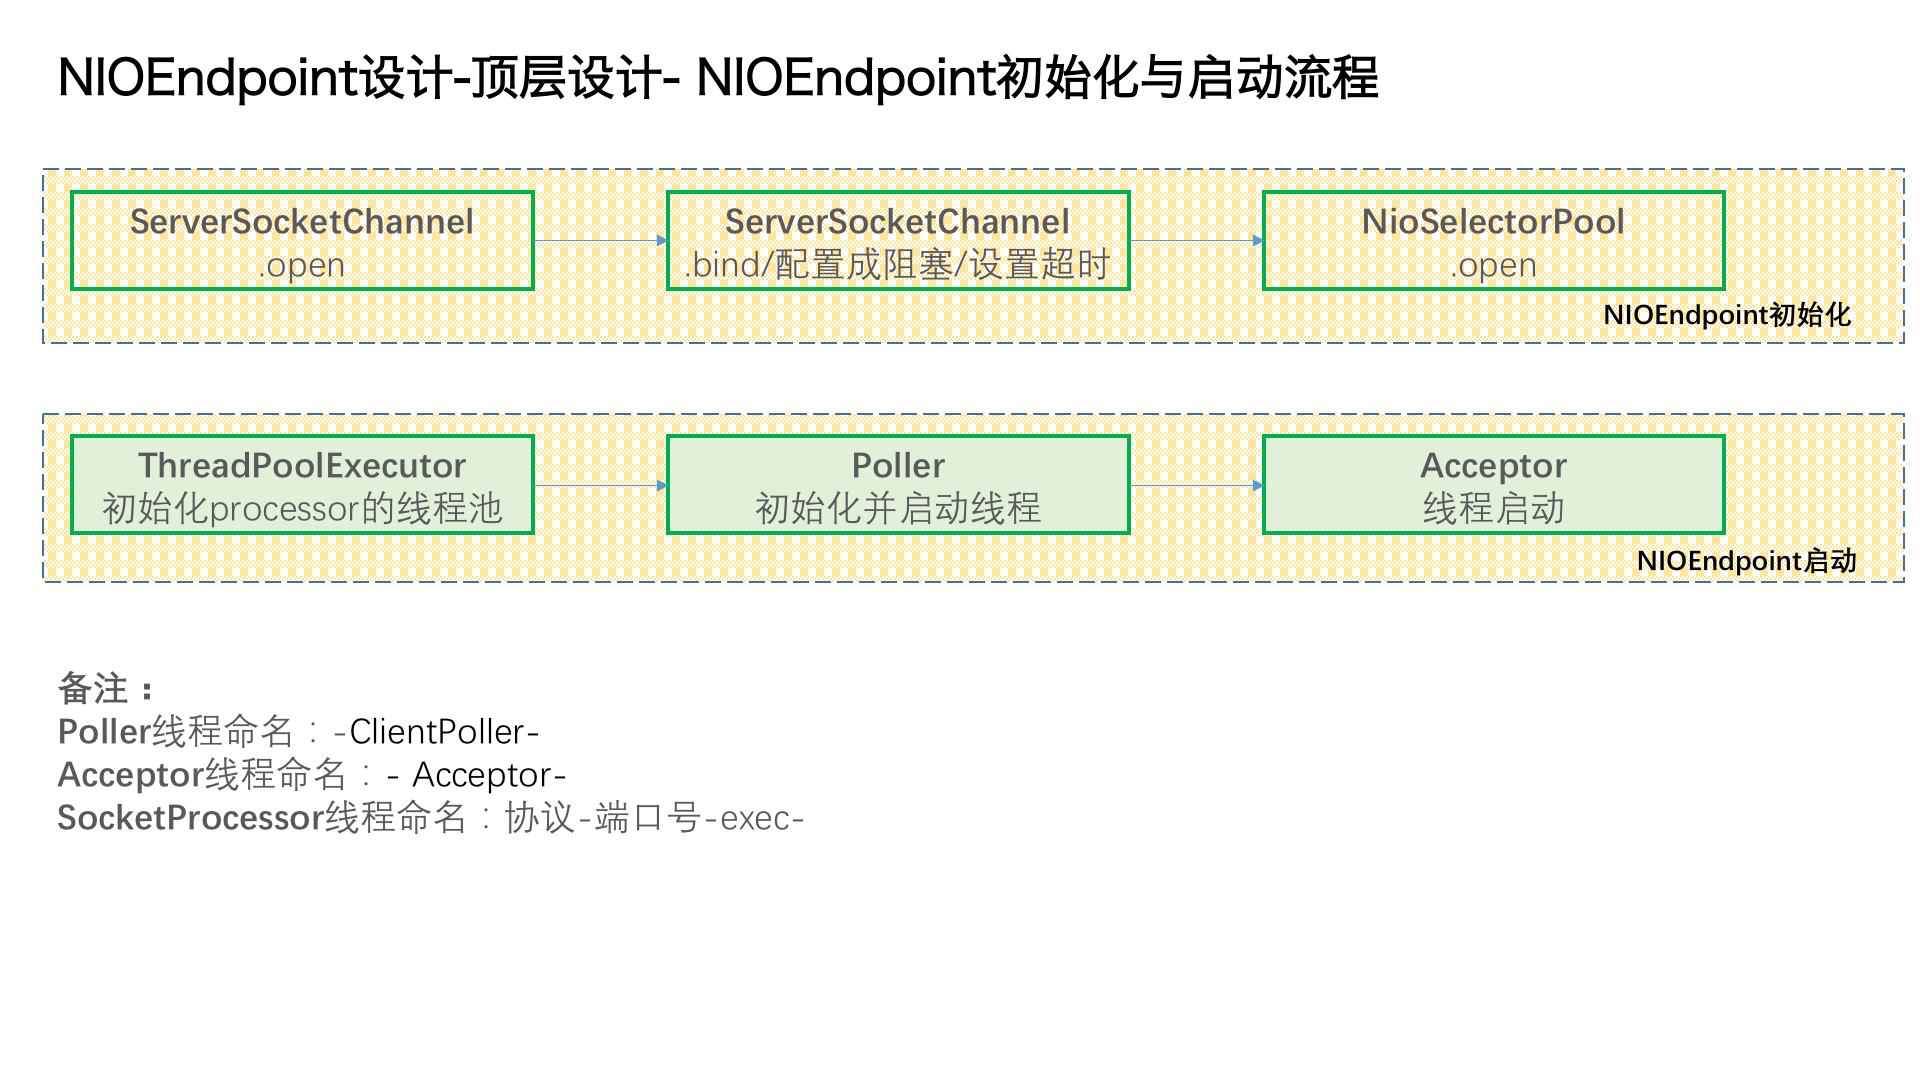 NIOEndpoint设计-顶层设计- NIOEndpoint初始化与启动流程
ServerSocketChannel
.open
ServerSocketChannel
.bind/配置成阻塞/设置超时
NioSelectorPool
.open
NIOEndpoint初始化
ThreadPoolExecutor
初始化processor的线程池
Poller
初始化并启动线程
Acceptor
线程启动
NIOEndpoint启动
备注：
Poller线程命名：-ClientPoller-
Acceptor线程命名：- Acceptor-
SocketProcessor线程命名：协议-端口号-exec-